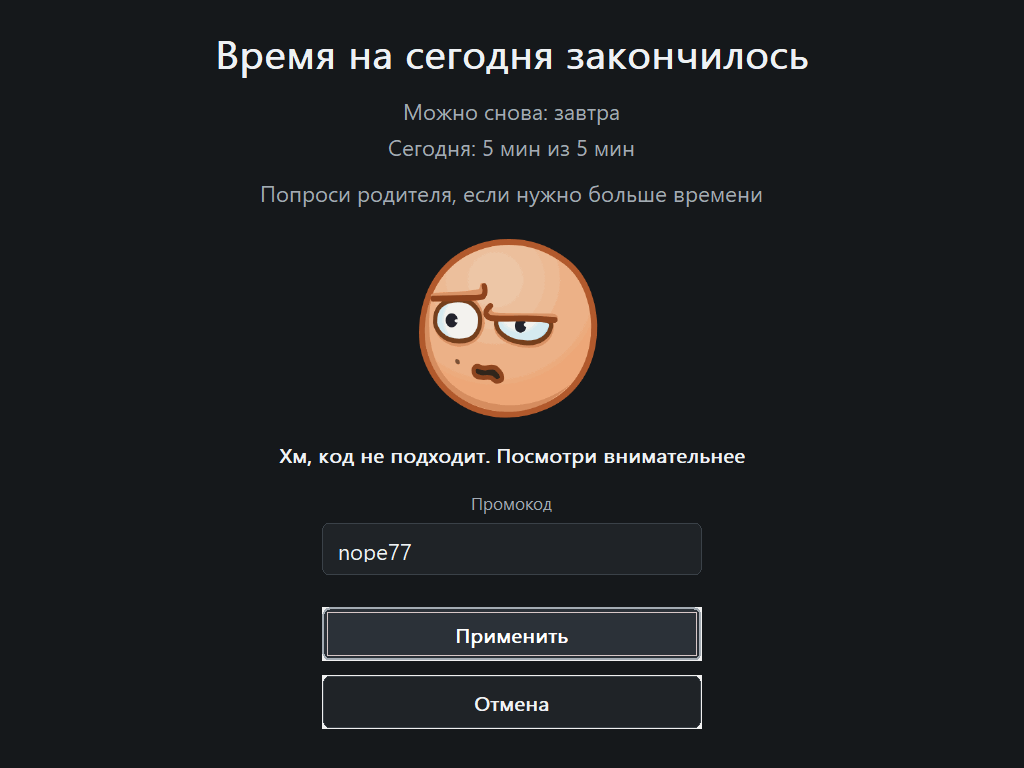 Время на сегодня закончилось
Можно снова: завтра
Сегодня: 5 мин из 5 мин
Попроси родителя, если нужно больше времени
Хм, код не подходит. Посмотри внимательнее
Промокод
nope77
Применить
Отмена